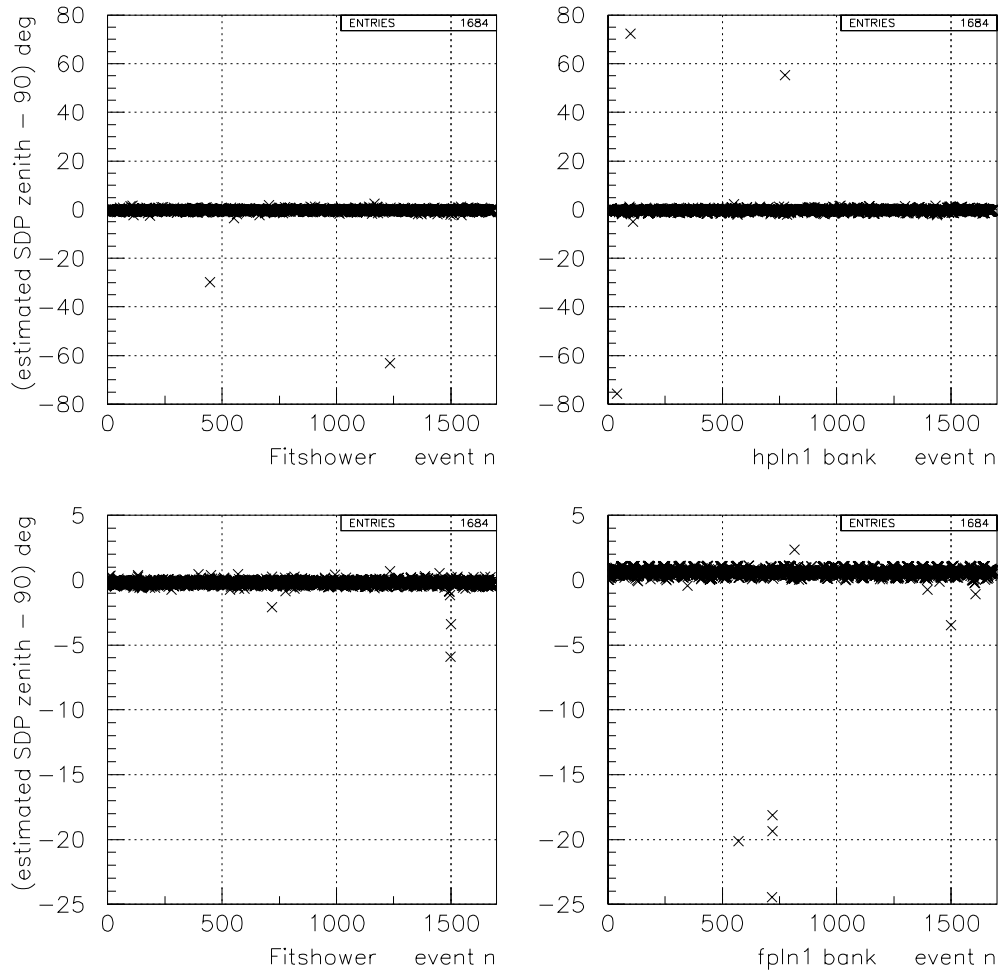 (estimated SDP zenith – 90) deg
80
60
40
20
0
−20
−40
−60
−80
ENTRIES 1684
0 500 1000 1500
Fitshower event n
80
60
40
20
0
−20
−40
−60
−80
ENTRIES 1684
0 500 1000 1500
hpln1 bank event n
(estimated SDP zenith – 90) deg
5
0
−5
−10
−15
−20
−25
ENTRIES 1684
0 500 1000 1500
Fitshower event n
5
0
−5
−10
−15
−20
−25
ENTRIES 1684
0 500 1000 1500
fpln1 bank event n